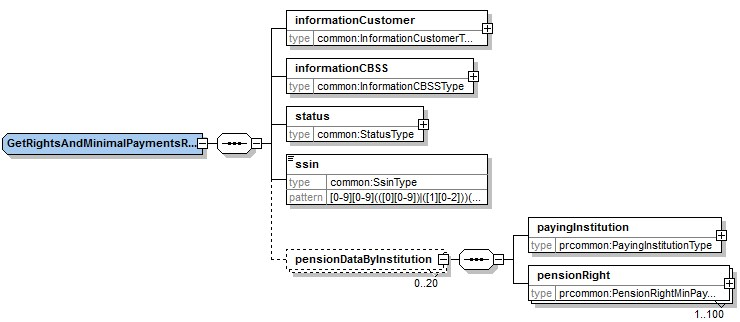 informationCustomer
type common:InformationCustomerT...
informationCBSS
type common:InformationCBSSType
status
type common:StatusType
GetRightsAndMinimalPaymentsR...
ssin
type common:SsinType
pattern [0-9][0-9](([0][0-9])|([1][0-2]))(...
payingInstitution
type prcommon:PayingInstitutionType
pensionDataByInstitution
0..20
pensionRight
type prcommon:PensionRightMinPay...
1..100